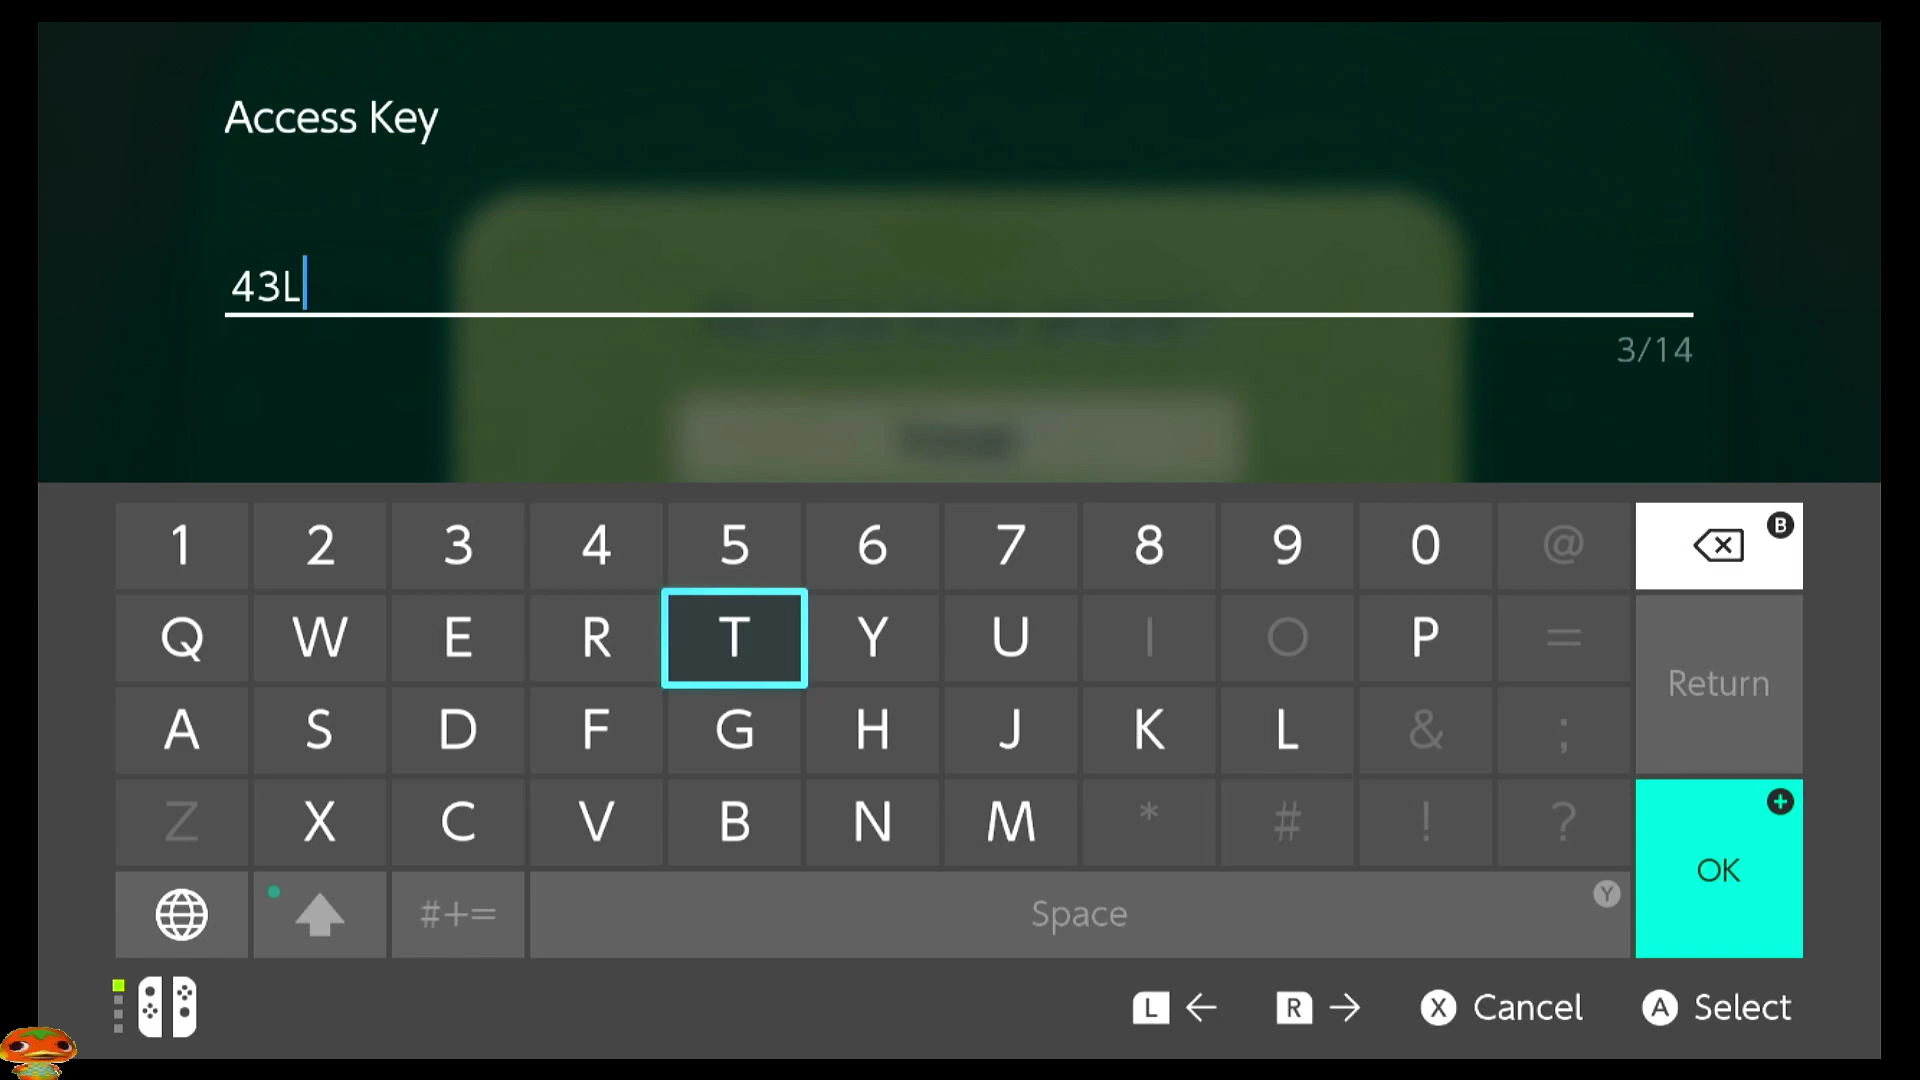 Access Key
43L
3/14
1 2 3 4 5 6 7 8 9 0 @ B
Q W E R T Y U I O P =
Return
A S D F G H J K L & ;
Z X C V B N M * # ! ?
+
OK
#+= Space Y
L ← R → X Cancel A Select